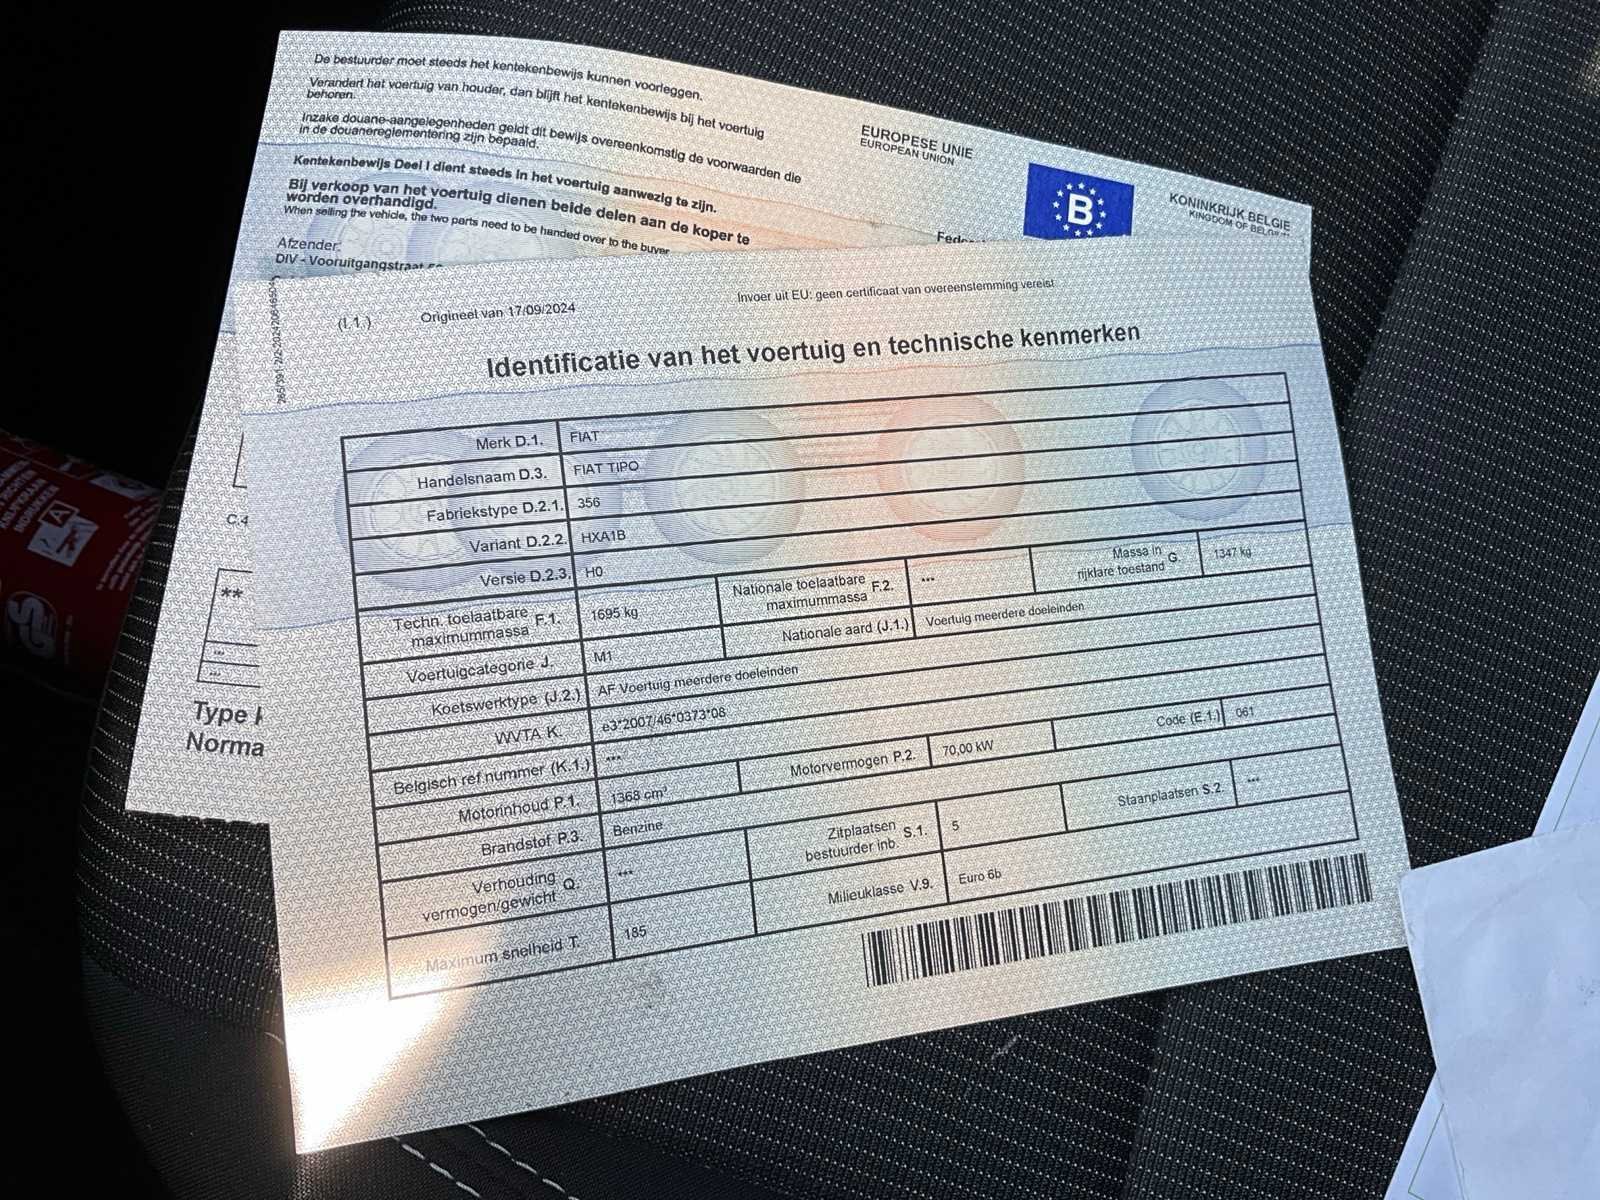 De bestuurder moet steeds het kentekenbewijs kunnen voorleggen.
Verandert het voertuig van houder, dan blijft het kentekenbewijs bij het voertuig
behoren.
Inzake douane-aangelegenheden geldt dit bewijs overeenkomstig de voorwaarden die
in de douanereglementering zijn bepaald.
Kentekenbewijs Deel I dient steeds in het voertuig aanwezig te zijn.
Bij verkoop van het voertuig dienen beide delen aan de koper te
worden overhandigd.
When selling the vehicle, the two parts need to be handed over to the buyer
Afzender:
DIV - Vooruitgangstraat
EUROPESE UNIE
EUROPEAN UNION
B
KONINKRIJK BELGIE
KINGDOM OF
C.4
**
...
...
Type
Norma
(I.1.)
Origineel van 17/09/2024
Invoer uit EU: geen certificaat van overeenstemming vereist
Identificatie van het voertuig en technische kenmerken
Merk D.1. FIAT
Handelsnaam D.3. FIAT TIPO
Fabriekstype D.2.1. 356
Variant D.2.2. HXA1B
Versie D.2.3. H0
Techn. toelaatbare
maximummassa F.1. 1695 kg
Nationale toelaatbare
maximummassa F.2. ---
Massa in
rijklare toestand G. 1347 kg
Voertuigcategorie J. M1
Nationale aard (J.1.) Voertuig meerdere doeleinden
Koetswerktype (J.2.) AF Voertuig meerdere doeleinden
WVTA K. e3*2007/46*0373*08
Belgisch ref nummer (K.1.) ---
Motorinhoud P.1. 1368 cm³
Motorvermogen P.2. 70,00 kW
Code (E.1.) 061
Brandstof P.3. Benzine
Verhouding
vermogen/gewicht Q. ---
Zitplaatsen
bestuurder inb. S.1. 5
Staanplaatsen S.2. ---
Maximum snelheid T. 185
Milieuklasse V.9. Euro 6b